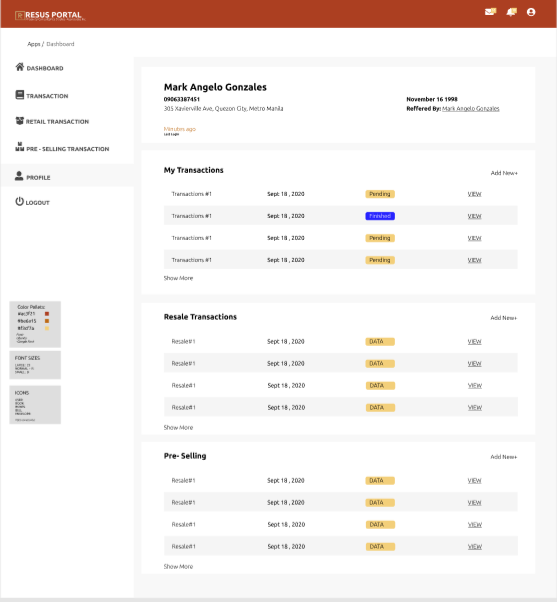 RESUS PORTAL
Apps / Dashboard
DASHBOARD
TRANSACTION
RETAIL TRANSACTION
PRE - SELLING TRANSACTION
PROFILE
LOGOUT
Mark Angelo Gonzales
09063387451
305 Xavierville Ave, Quezon City, Metro Manila
November 16 1998
Reffered By: Mark Angelo Gonzales
Minutes ago
Last Login
My Transactions
Add New+
Transactions #1 Sept 18 , 2020 Pending VIEW
Transactions #1 Sept 18 , 2020 Finished VIEW
Transactions #1 Sept 18 , 2020 Pending VIEW
Transactions #1 Sept 18 , 2020 Pending VIEW
Show More
Resale Transactions
Add New+
Resale#1 Sept 18 , 2020 DATA VIEW
Resale#1 Sept 18 , 2020 DATA VIEW
Resale#1 Sept 18 , 2020 DATA VIEW
Resale#1 Sept 18 , 2020 DATA VIEW
Show More
Pre- Selling
Add New+
Resale#1 Sept 18 , 2020 DATA VIEW
Resale#1 Sept 18 , 2020 DATA VIEW
Resale#1 Sept 18 , 2020 DATA VIEW
Resale#1 Sept 18 , 2020 DATA VIEW
Show More
Color Pallets:
#ac3f21
#be6a15
FONT SIZES
ICONS